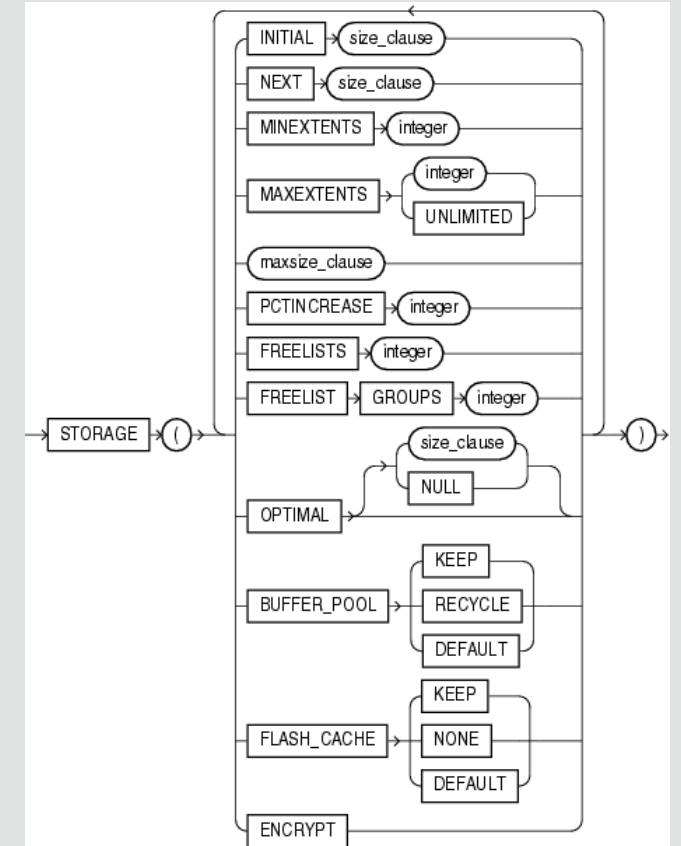 INITIAL size_clause
NEXT size_clause
MINEXTENTS integer
integer
MAXEXTENTS
UNLIMITED
maxsize_clause
PCTINCREASE integer
FREELISTS integer
FREELIST GROUPS integer
STORAGE ( )
size_clause
NULL
OPTIMAL
KEEP
BUFFER_POOL RECYCLE
DEFAULT
KEEP
FLASH_CACHE NONE
DEFAULT
ENCRYPT